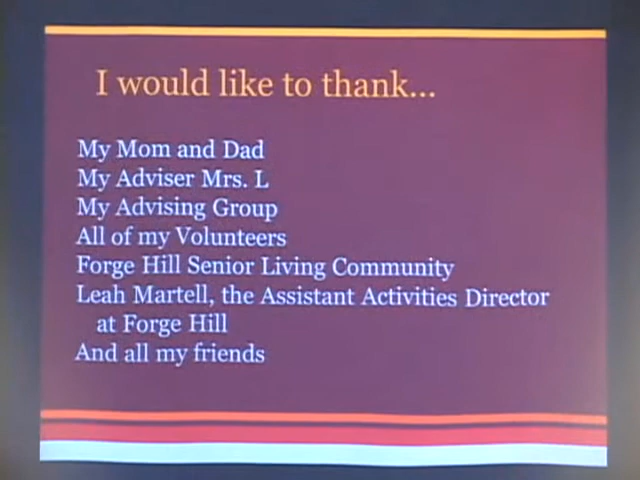 I would like to thank...
My Mom and Dad
My Adviser Mrs. L
My Advising Group
All of my Volunteers
Forge Hill Senior Living Community
Leah Martell, the Assistant Activities Director
at Forge Hill
And all my friends